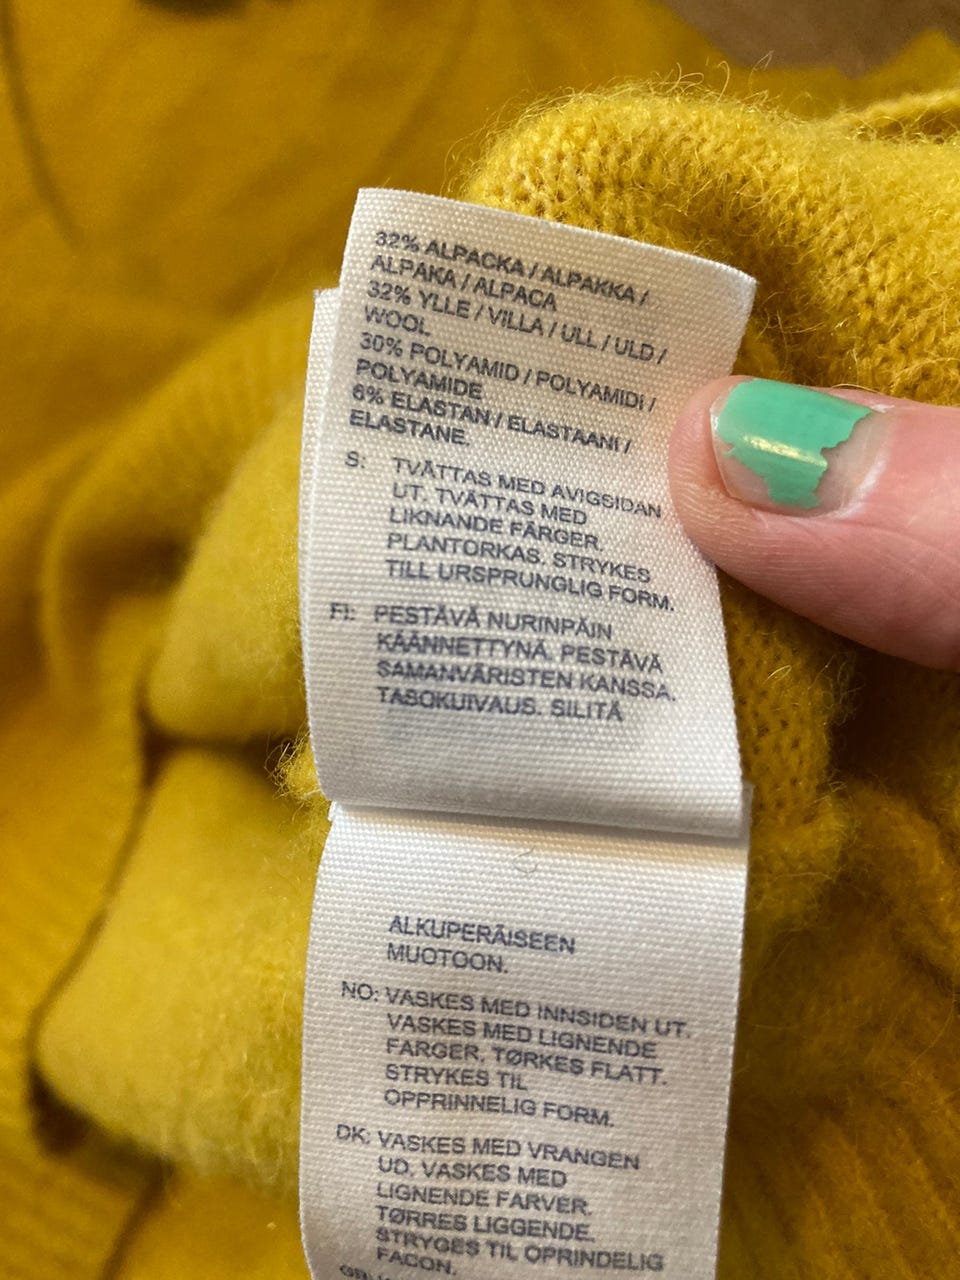 32% ALPACKA / ALPAKKA /
ALPAKA / ALPACA
32% YLLE / VILLA / ULL / ULD /
WOOL
30% POLYAMID / POLYAMIDI /
POLYAMIDE
6% ELASTAN / ELASTAANI /
ELASTANE.
S: TVÄTTAS MED AVIGSIDAN
UT. TVÄTTAS MED
LIKNANDE FÄRGER.
PLANTORKAS. STRYKES
TILL URSPRUNGLIG FORM.
FI: PESTÄVÄ NURINPÄIN
KÄÄNNETTYNÄ. PESTÄVÄ
SAMANVÄRISTEN KANSSA.
TASOKUIVAUS. SILITÄ
ALKUPERÄISEEN
MUOTOON.
NO: VASKES MED INNSIDEN UT.
VASKES MED LIGNENDE
FARGER. TØRKES FLATT.
STRYKES TIL
OPPRINNELIG FORM.
DK: VASKES MED VRANGEN
UD. VASKES MED
LIGNENDE FARVER.
TØRRES LIGGENDE.
STRYGES TIL OPRINDELIG
FACON.